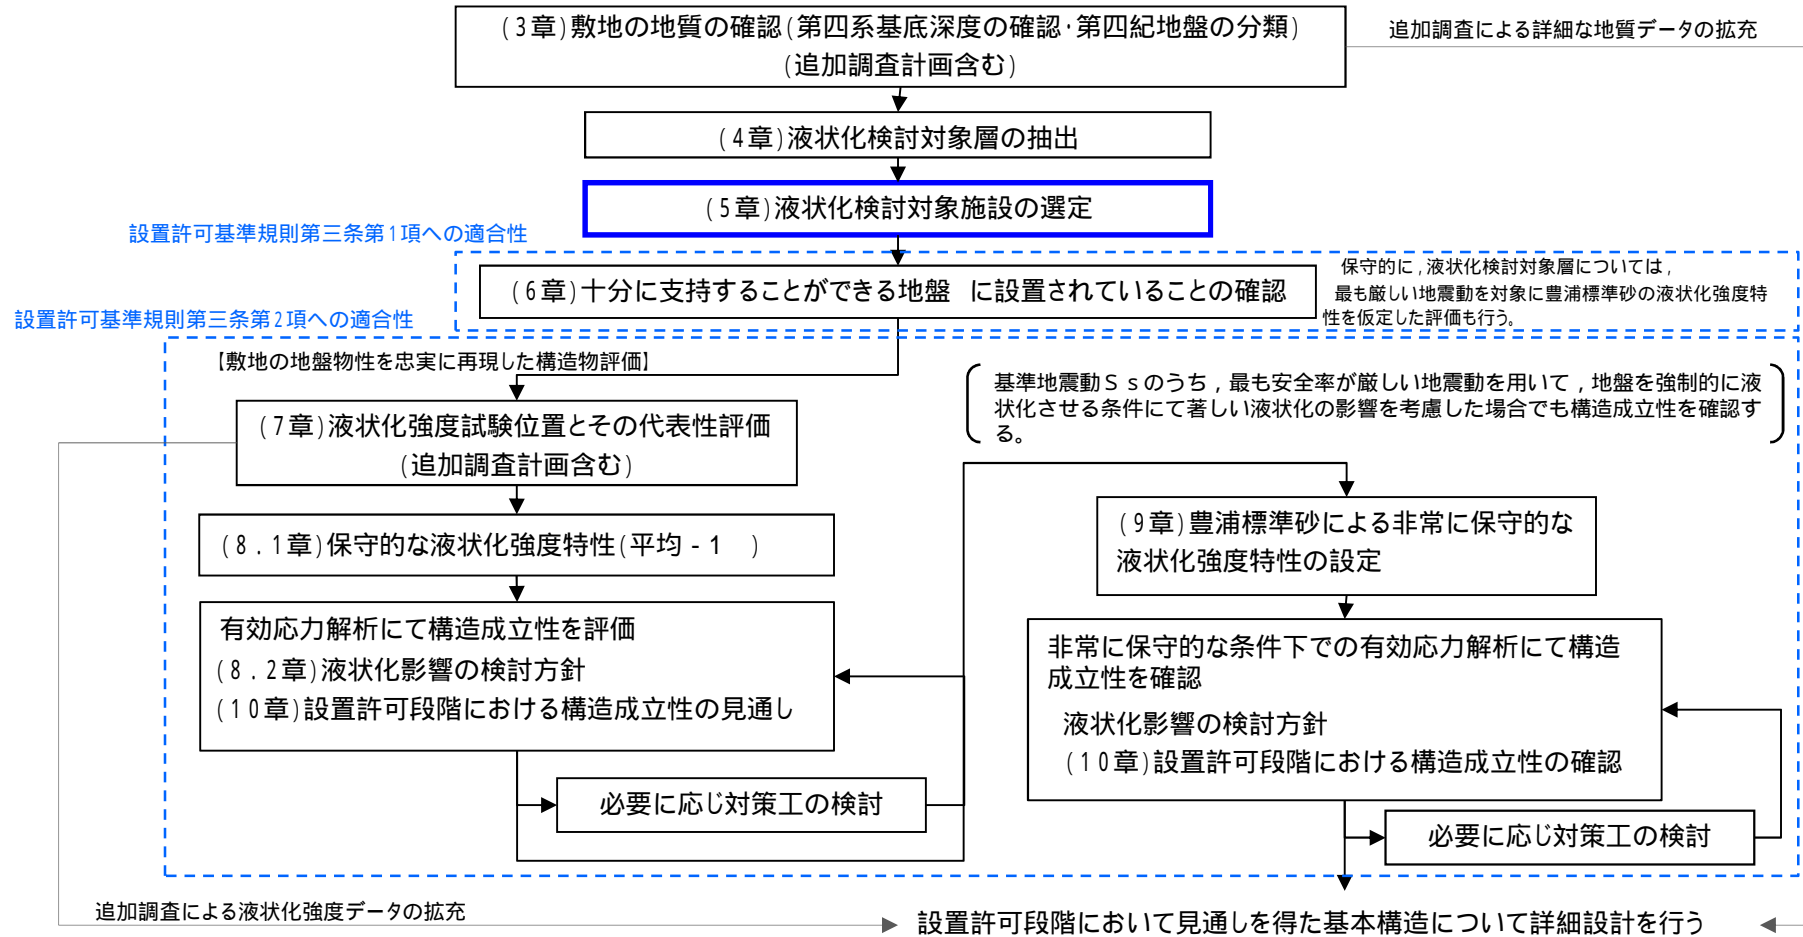 (3章)敷地の地質の確認(第四系基底深度の確認・第四紀地盤の分類)
(追加調査計画含む)
追加調査による詳細な地質データの拡充
(4章)液状化検討対象層の抽出
(5章)液状化検討対象施設の選定
設置許可基準規則第三条第1項への適合性
(6章)十分に支持することができる地盤 に設置されていることの確認
保守的に,液状化検討対象層については,
最も厳しい地震動を対象に豊浦標準砂の液状化強度特
性を仮定した評価も行う。
設置許可基準規則第三条第2項への適合性
【敷地の地盤物性を忠実に再現した構造物評価】
基準地震動Ssのうち,最も安全率が厳しい地震動を用いて,地盤を強制的に液
状化させる条件にて著しい液状化の影響を考慮した場合でも構造成立性を確認す
る。
(7章)液状化強度試験位置とその代表性評価
(追加調査計画含む)
(8.1章)保守的な液状化強度特性(平均-1 )
有効応力解析にて構造成立性を評価
(8.2章)液状化影響の検討方針
(10章)設置許可段階における構造成立性の見通し
必要に応じ対策工の検討
(9章)豊浦標準砂による非常に保守的な
液状化強度特性の設定
非常に保守的な条件下での有効応力解析にて構造
成立性を確認
液状化影響の検討方針
(10章)設置許可段階における構造成立性の確認
必要に応じ対策工の検討
追加調査による液状化強度データの拡充
設置許可段階において見通しを得た基本構造について詳細設計を行う